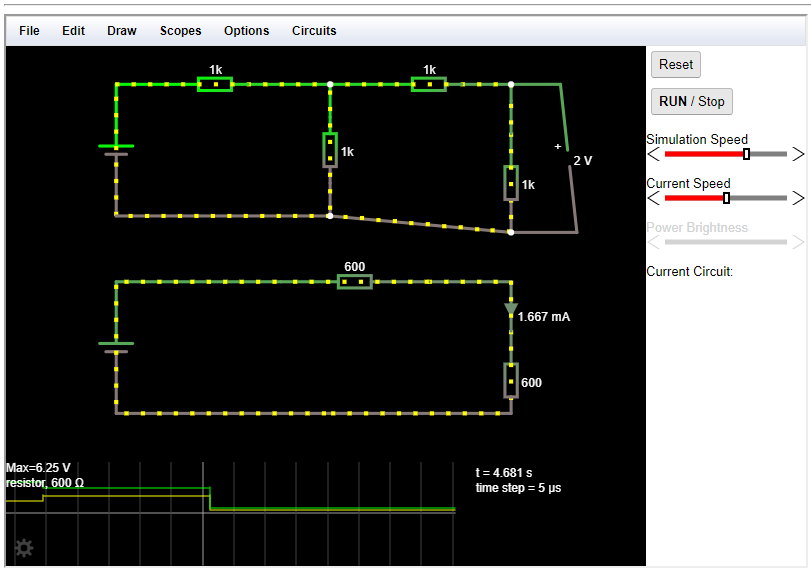 File Edit Draw Scopes Options Circuits
Reset
RUN / Stop
Simulation Speed
Current Speed
Power Brightness
Current Circuit:
1k
1k
1k
+
2 V
1k
600
1.667 mA
600
Max=6.25 V
resistor, 600 Ω
t = 4.681 s
time step = 5 µs